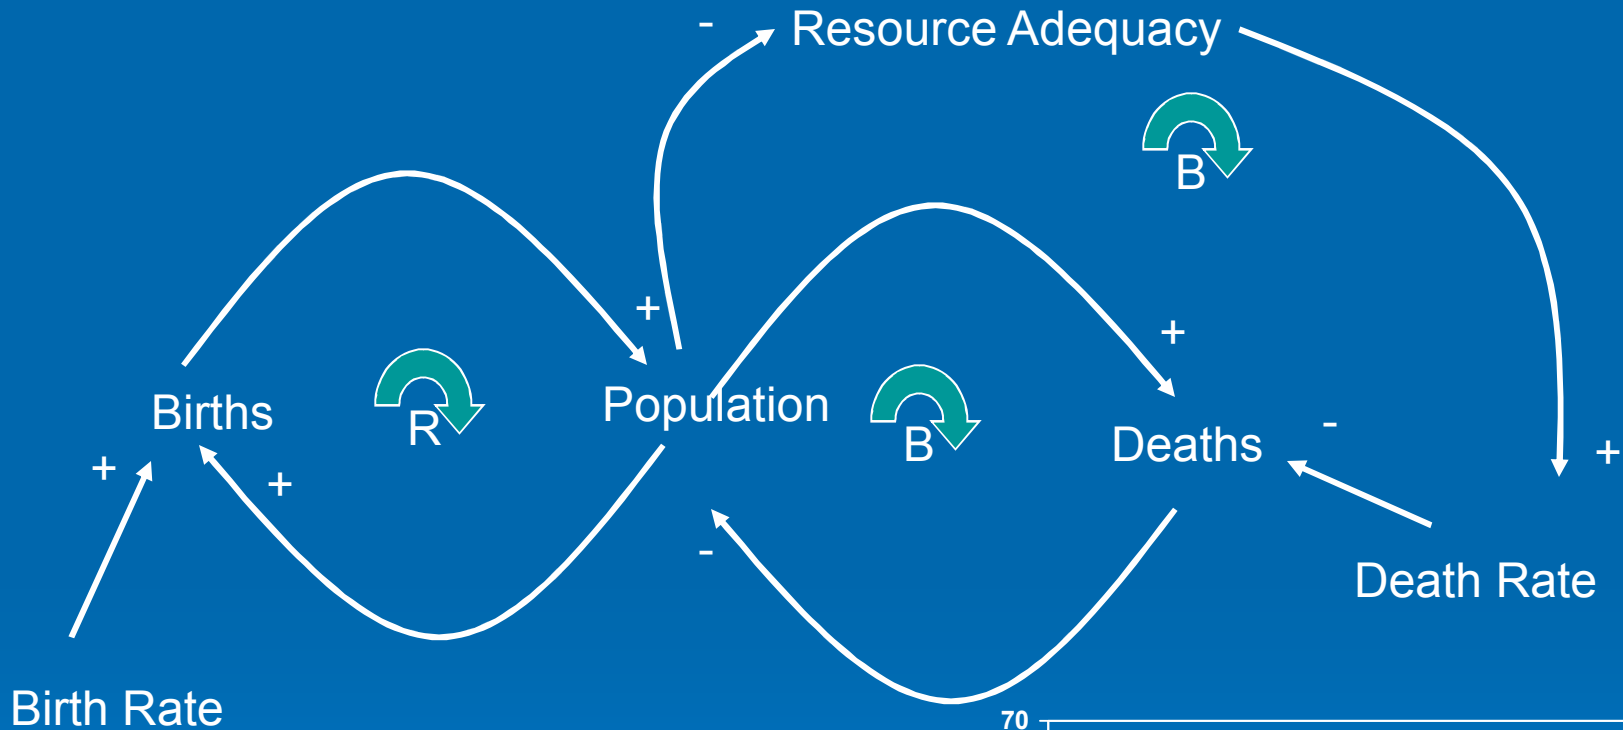 - Resource Adequacy
B
+
+
Births
R
Population
B
Deaths
-
+
+
+
-
Death Rate
Birth Rate
70